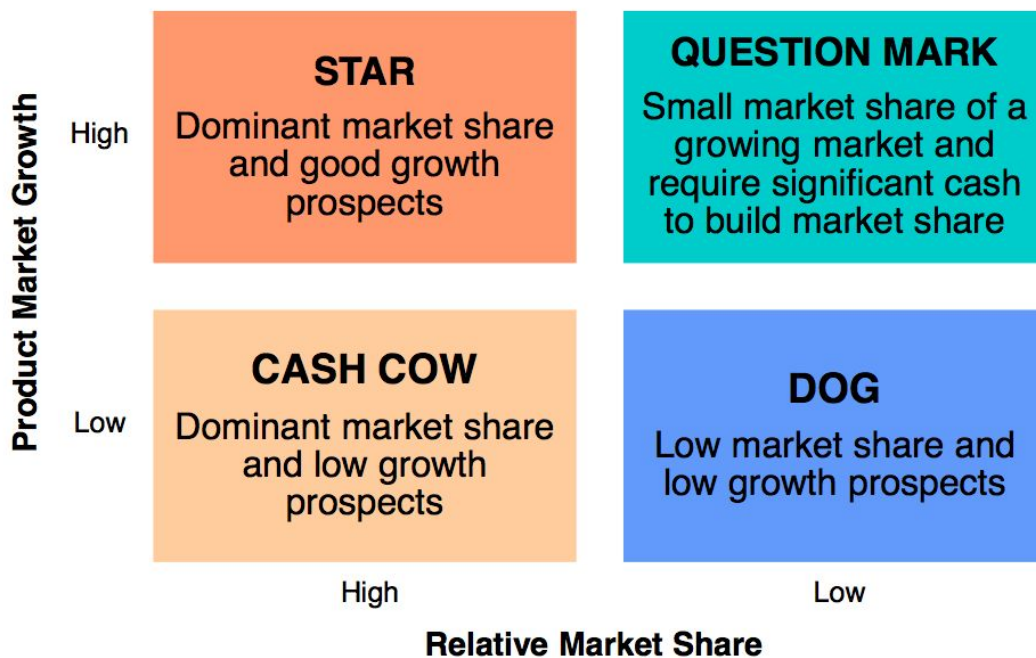 Product Market Growth
High
STAR
Dominant market share
and good growth
prospects
QUESTION MARK
Small market share of a
growing market and
require significant cash
to build market share
Low
CASH COW
Dominant market share
and low growth
prospects
DOG
Low market share and
low growth prospects
High
Low
Relative Market Share